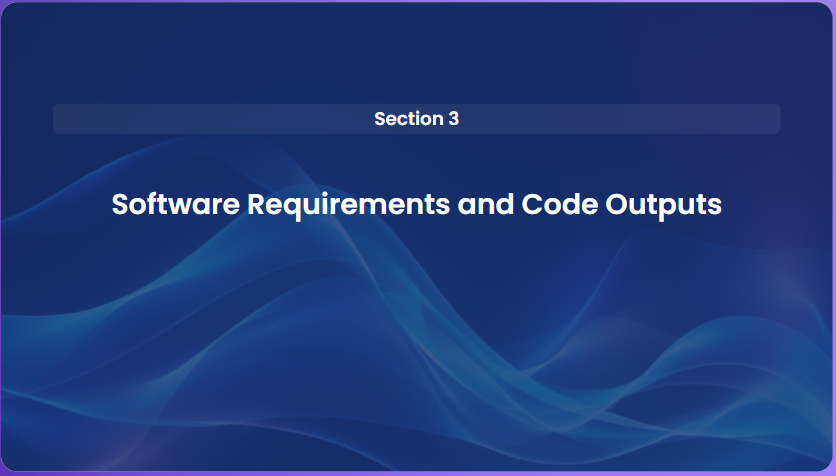 Section 3
Software Requirements and Code Outputs